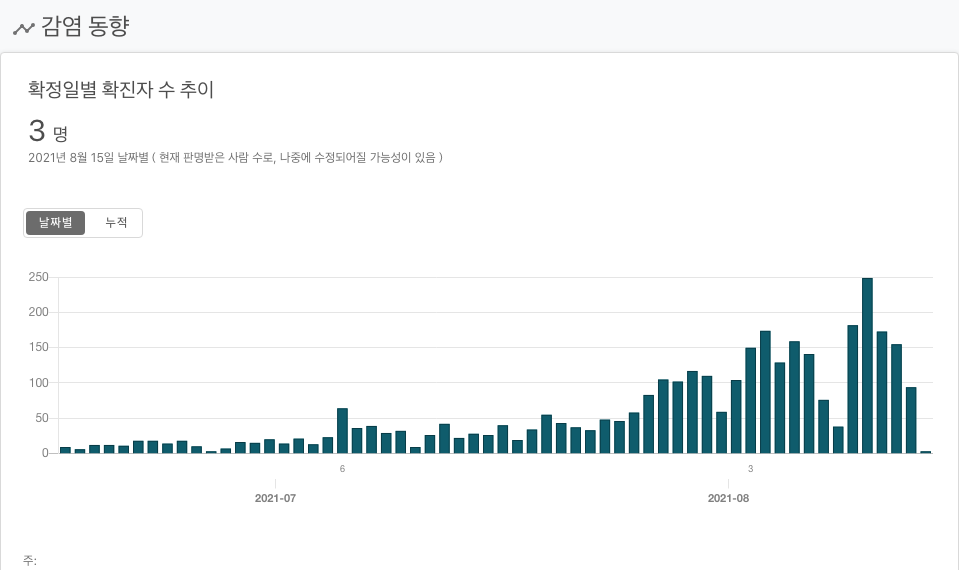 감염 동향
확정일별 확진자 수 추이
3 명
2021년 8월 15일 날짜별 ( 현재 판명받은 사람 수로, 나중에 수정되어질 가능성이 있음 )
날짜별 누적
250
200
150
100
50
0
6 3
2021-07 2021-08
주: